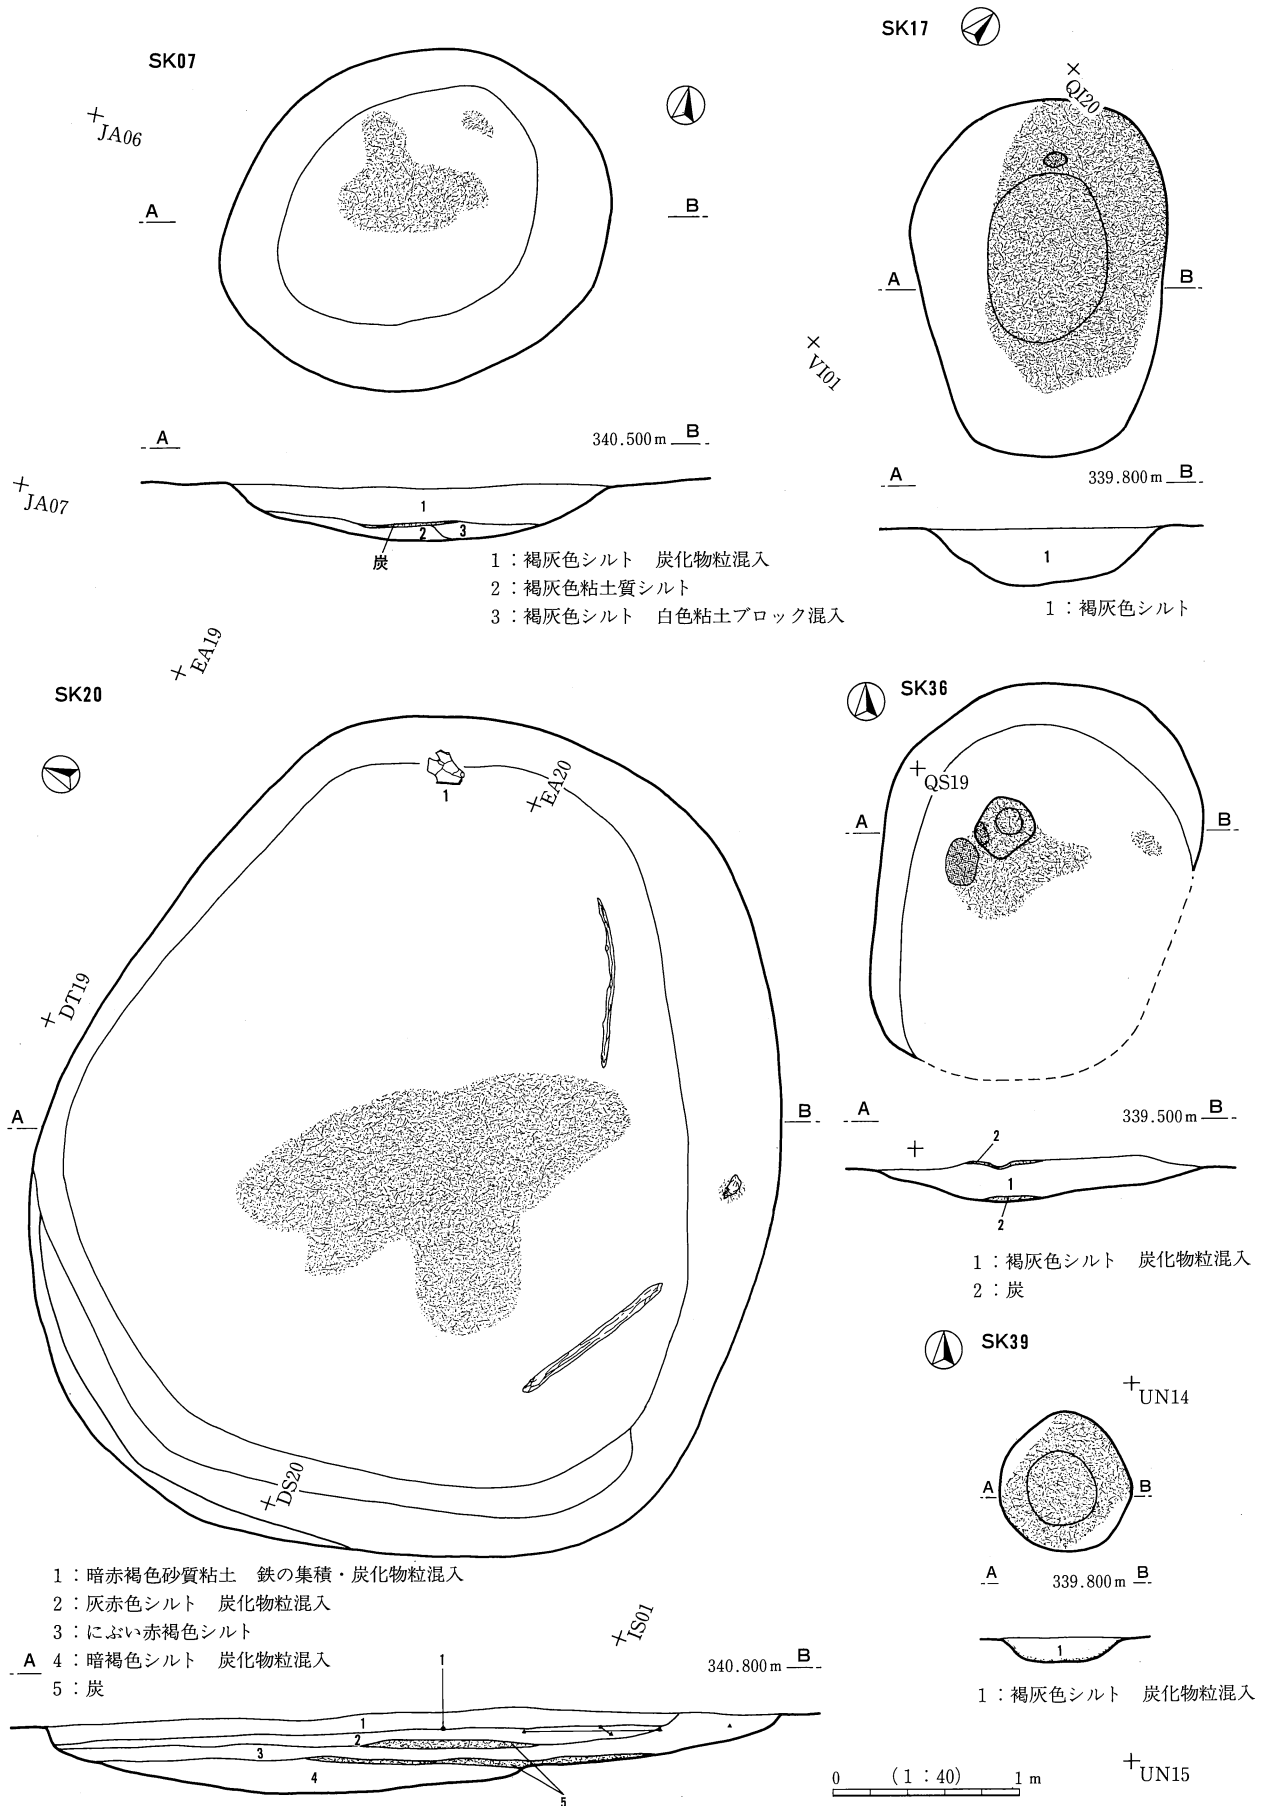 SK07
JA06
A
B
A
340.500m B
JA07
1
2
3
炭
1：褐灰色シルト　炭化物粒混入
2：褐灰色粘土質シルト
3：褐灰色シルト　白色粘土ブロック混入
SK17
QI20
A
B
VI01
A
339.800m B
1
1：褐灰色シルト
EA19
SK20
1
EA20
DT19
A
B
DS20
1：暗赤褐色砂質粘土　鉄の集積・炭化物粒混入
2：灰赤色シルト　炭化物粒混入
3：にぶい赤褐色シルト
4：暗褐色シルト　炭化物粒混入
5：炭
IS01
A
340.800m B
1
1
2
3
4
5
SK36
QS19
A
B
A
339.500m B
2
1
2
1：褐灰色シルト　炭化物粒混入
2：炭
SK39
UN14
A
B
A
339.800m B
1
1：褐灰色シルト　炭化物粒混入
UN15
0 （1：40） 1m